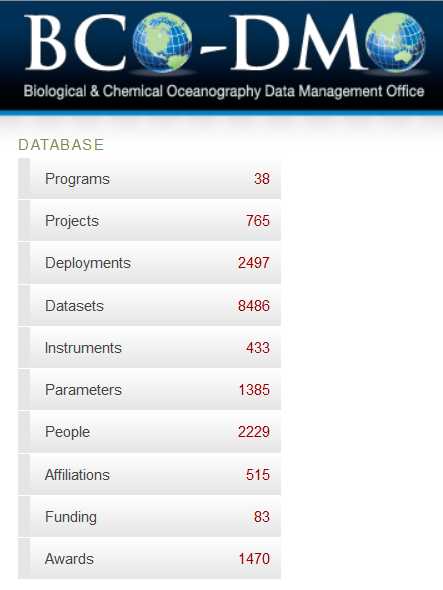 BCO-DMO
Biological & Chemical Oceanography Data Management Office
DATABASE
Programs 38
Projects 765
Deployments 2497
Datasets 8486
Instruments 433
Parameters 1385
People 2229
Affiliations 515
Funding 83
Awards 1470